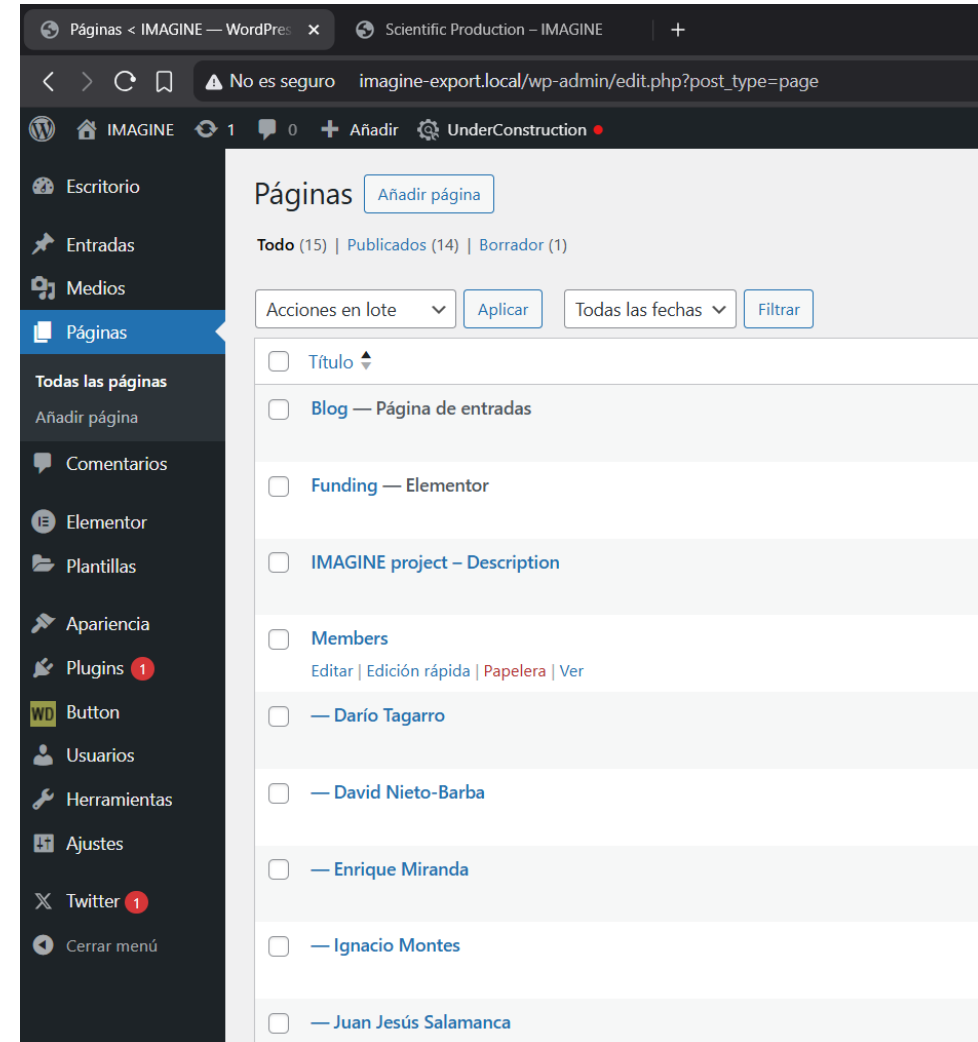 Páginas < IMAGINE — WordPres
Scientific Production – IMAGINE
No es seguro imagine-export.local/wp-admin/edit.php?post_type=page
IMAGINE 1 0 + Añadir UnderConstruction
Escritorio
Entradas
Medios
Páginas
Todas las páginas
Añadir página
Comentarios
Elementor
Plantillas
Apariencia
Plugins 1
WD Button
Usuarios
Herramientas
Ajustes
Twitter 1
Cerrar menú
Páginas Añadir página
Todo (15) | Publicados (14) | Borrador (1)
Acciones en lote Aplicar Todas las fechas Filtrar
Título
Blog — Página de entradas
Funding — Elementor
IMAGINE project – Description
Members
Editar | Edición rápida | Papelera | Ver
— Darío Tagarro
— David Nieto-Barba
— Enrique Miranda
— Ignacio Montes
— Juan Jesús Salamanca